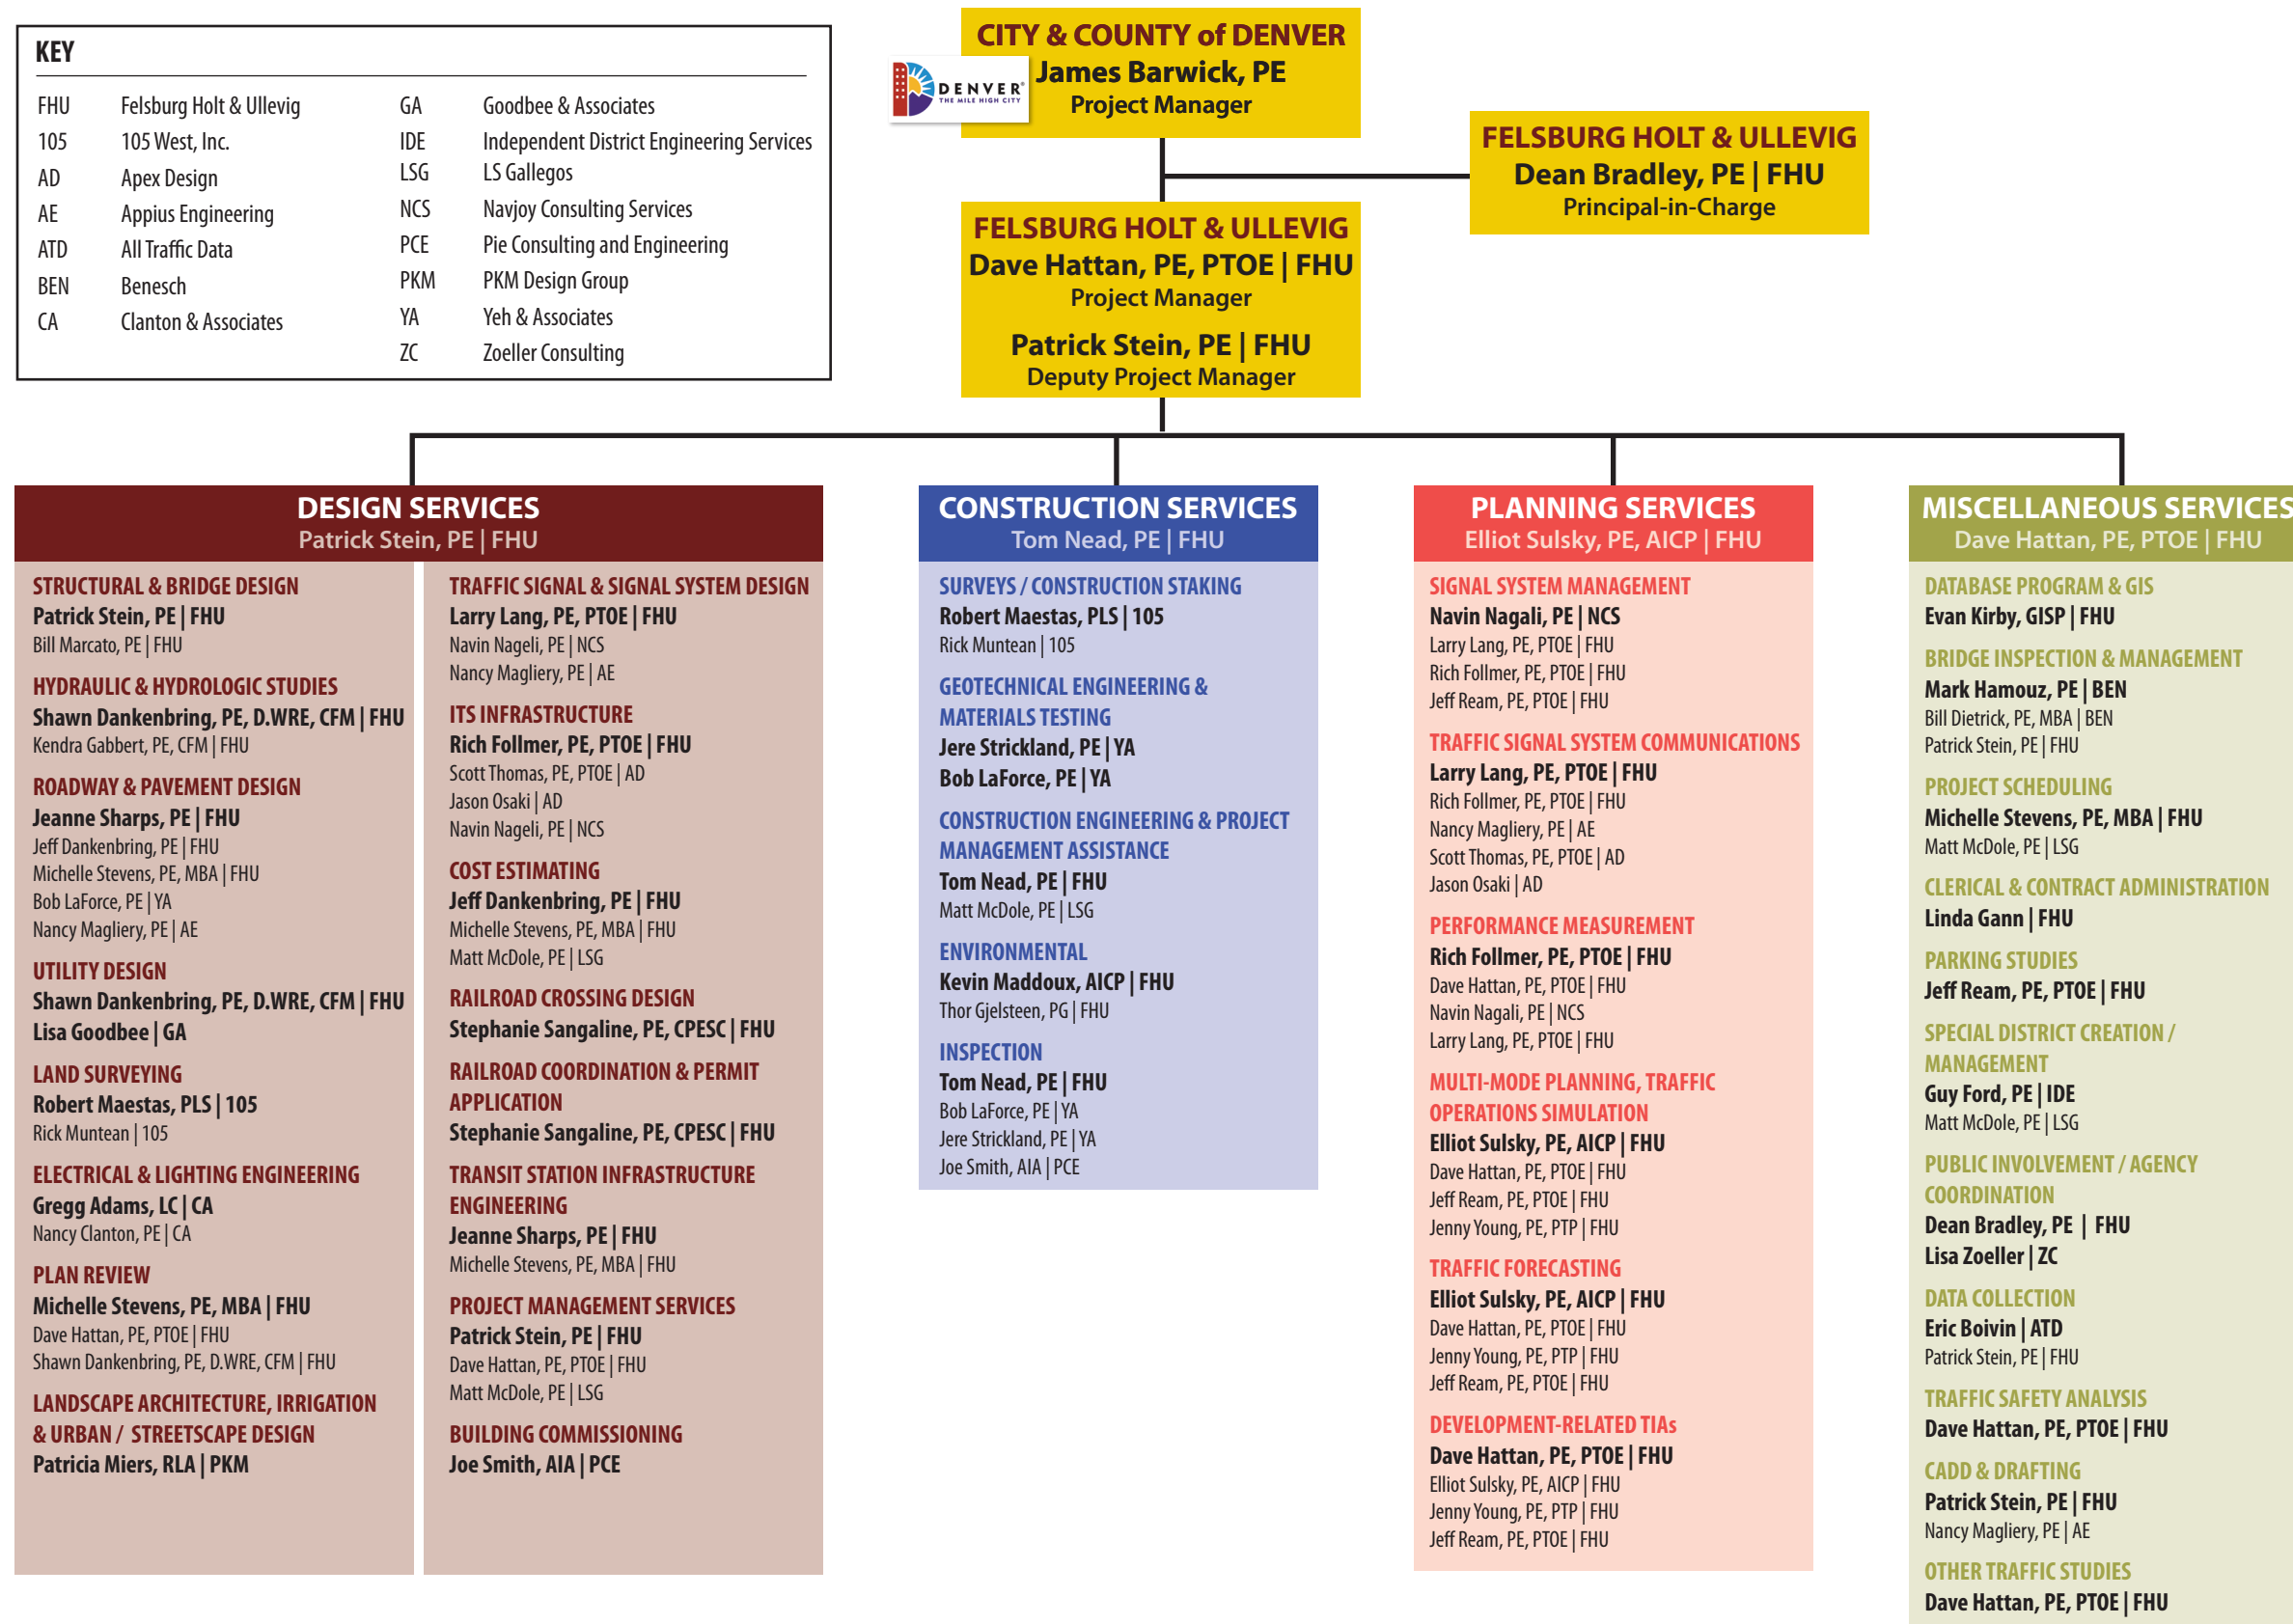 KEY
FHU Felsburg Holt & Ullevig
105 105 West, Inc.
AD Apex Design
AE Appius Engineering
ATD All Traffic Data
BEN Benesch
CA Clanton & Associates
GA Goodbee & Associates
IDE Independent District Engineering Services
LSG LS Gallegos
NCS Navjoy Consulting Services
PCE Pie Consulting and Engineering
PKM PKM Design Group
YA Yeh & Associates
ZC Zoeller Consulting
CITY & COUNTY of DENVER
James Barwick, PE
Project Manager
DENVER
THE MILE HIGH CITY
FELSBURG HOLT & ULLEVIG
Dean Bradley, PE | FHU
Principal-in-Charge
FELSBURG HOLT & ULLEVIG
Dave Hattan, PE, PTOE | FHU
Project Manager
Patrick Stein, PE | FHU
Deputy Project Manager
DESIGN SERVICES
Patrick Stein, PE | FHU
STRUCTURAL & BRIDGE DESIGN
Patrick Stein, PE | FHU
Bill Marcato, PE | FHU
HYDRAULIC & HYDROLOGIC STUDIES
Shawn Dankenbring, PE, D.WRE, CFM | FHU
Kendra Gabbert, PE, CFM | FHU
ROADWAY & PAVEMENT DESIGN
Jeanne Sharps, PE | FHU
Jeff Dankenbring, PE | FHU
Michelle Stevens, PE, MBA | FHU
Bob LaForce, PE | YA
Nancy Magliery, PE | AE
UTILITY DESIGN
Shawn Dankenbring, PE, D.WRE, CFM | FHU
Lisa Goodbee | GA
LAND SURVEYING
Robert Maestas, PLS | 105
Rick Muntean | 105
ELECTRICAL & LIGHTING ENGINEERING
Gregg Adams, LC | CA
Nancy Clanton, PE | CA
PLAN REVIEW
Michelle Stevens, PE, MBA | FHU
Dave Hattan, PE, PTOE | FHU
Shawn Dankenbring, PE, D.WRE, CFM | FHU
LANDSCAPE ARCHITECTURE, IRRIGATION
& URBAN / STREETSCAPE DESIGN
Patricia Miers, RLA | PKM
TRAFFIC SIGNAL & SIGNAL SYSTEM DESIGN
Larry Lang, PE, PTOE | FHU
Navin Nageli, PE | NCS
Nancy Magliery, PE | AE
ITS INFRASTRUCTURE
Rich Follmer, PE, PTOE | FHU
Scott Thomas, PE, PTOE | AD
Jason Osaki | AD
Navin Nageli, PE | NCS
COST ESTIMATING
Jeff Dankenbring, PE | FHU
Michelle Stevens, PE, MBA | FHU
Matt McDole, PE | LSG
RAILROAD CROSSING DESIGN
Stephanie Sangaline, PE, CPESC | FHU
RAILROAD COORDINATION & PERMIT
APPLICATION
Stephanie Sangaline, PE, CPESC | FHU
TRANSIT STATION INFRASTRUCTURE
ENGINEERING
Jeanne Sharps, PE | FHU
Michelle Stevens, PE, MBA | FHU
PROJECT MANAGEMENT SERVICES
Patrick Stein, PE | FHU
Dave Hattan, PE, PTOE | FHU
Matt McDole, PE | LSG
BUILDING COMMISSIONING
Joe Smith, AIA | PCE
CONSTRUCTION SERVICES
Tom Nead, PE | FHU
SURVEYS / CONSTRUCTION STAKING
Robert Maestas, PLS | 105
Rick Muntean | 105
GEOTECHNICAL ENGINEERING &
MATERIALS TESTING
Jere Strickland, PE | YA
Bob LaForce, PE | YA
CONSTRUCTION ENGINEERING & PROJECT
MANAGEMENT ASSISTANCE
Tom Nead, PE | FHU
Matt McDole, PE | LSG
ENVIRONMENTAL
Kevin Maddoux, AICP | FHU
Thor Gjelsteen, PG | FHU
INSPECTION
Tom Nead, PE | FHU
Bob LaForce, PE | YA
Jere Strickland, PE | YA
Joe Smith, AIA | PCE
PLANNING SERVICES
Elliot Sulsky, PE, AICP | FHU
SIGNAL SYSTEM MANAGEMENT
Navin Nagali, PE | NCS
Larry Lang, PE, PTOE | FHU
Rich Follmer, PE, PTOE | FHU
Jeff Ream, PE, PTOE | FHU
TRAFFIC SIGNAL SYSTEM COMMUNICATIONS
Larry Lang, PE, PTOE | FHU
Rich Follmer, PE, PTOE | FHU
Nancy Magliery, PE | AE
Scott Thomas, PE, PTOE | AD
Jason Osaki | AD
PERFORMANCE MEASUREMENT
Rich Follmer, PE, PTOE | FHU
Dave Hattan, PE, PTOE | FHU
Navin Nagali, PE | NCS
Larry Lang, PE, PTOE | FHU
MULTI-MODE PLANNING, TRAFFIC
OPERATIONS SIMULATION
Elliot Sulsky, PE, AICP | FHU
Dave Hattan, PE, PTOE | FHU
Jeff Ream, PE, PTOE | FHU
Jenny Young, PE, PTP | FHU
TRAFFIC FORECASTING
Elliot Sulsky, PE, AICP | FHU
Dave Hattan, PE, PTOE | FHU
Jenny Young, PE, PTP | FHU
Jeff Ream, PE, PTOE | FHU
DEVELOPMENT-RELATED TIAs
Dave Hattan, PE, PTOE | FHU
Elliot Sulsky, PE, AICP | FHU
Jenny Young, PE, PTP | FHU
Jeff Ream, PE, PTOE | FHU
MISCELLANEOUS SERVICES
Dave Hattan, PE, PTOE | FHU
DATABASE PROGRAM & GIS
Evan Kirby, GISP | FHU
BRIDGE INSPECTION & MANAGEMENT
Mark Hamouz, PE | BEN
Bill Dietrick, PE, MBA | BEN
Patrick Stein, PE | FHU
PROJECT SCHEDULING
Michelle Stevens, PE, MBA | FHU
Matt McDole, PE | LSG
CLERICAL & CONTRACT ADMINISTRATION
Linda Gann | FHU
PARKING STUDIES
Jeff Ream, PE, PTOE | FHU
SPECIAL DISTRICT CREATION /
MANAGEMENT
Guy Ford, PE | IDE
Matt McDole, PE | LSG
PUBLIC INVOLVEMENT / AGENCY
COORDINATION
Dean Bradley, PE | FHU
Lisa Zoeller | ZC
DATA COLLECTION
Eric Boivin | ATD
Patrick Stein, PE | FHU
TRAFFIC SAFETY ANALYSIS
Dave Hattan, PE, PTOE | FHU
CADD & DRAFTING
Patrick Stein, PE | FHU
Nancy Magliery, PE | AE
OTHER TRAFFIC STUDIES
Dave Hattan, PE, PTOE | FHU